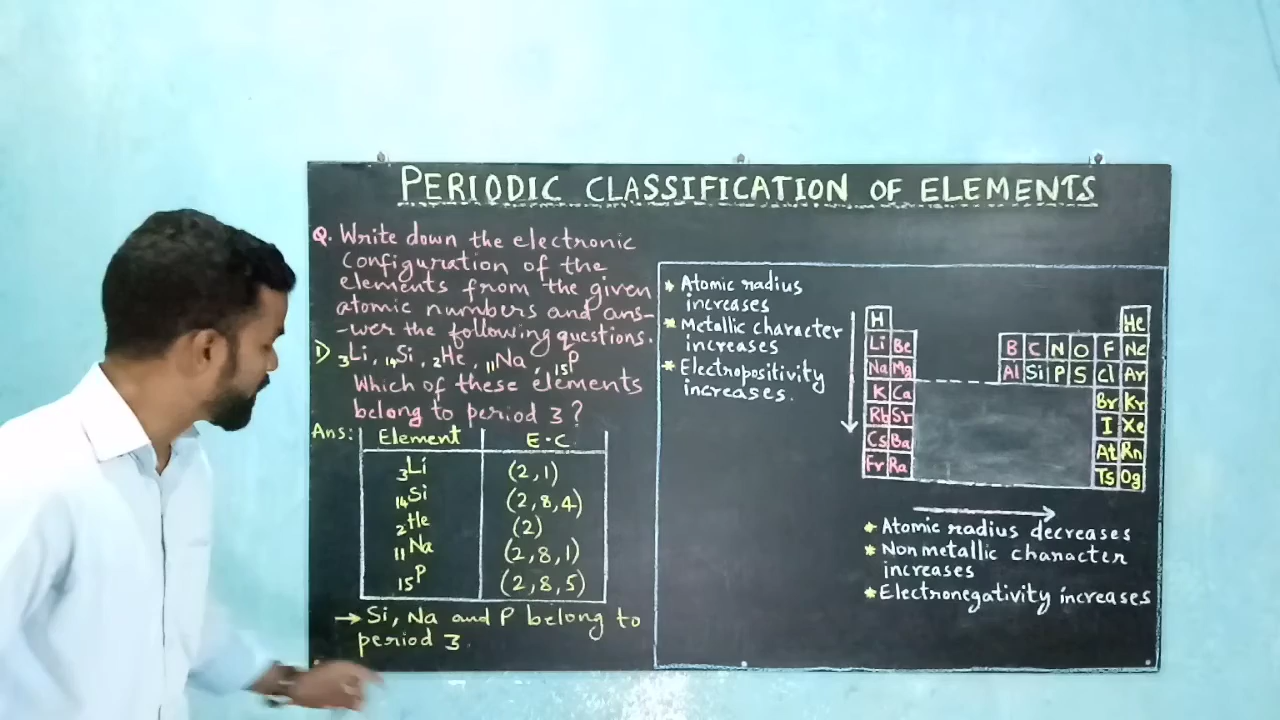 PERIODIC CLASSIFICATION OF ELEMENTS
Q. Write down the electronic
configuration of the
elements from the given
atomic numbers and ans-
-wer the following questions.
1) ₃Li, ₁₄Si, ₂He, ₁₁Na, ₁₅P
Which of these elements
belong to period 3?
Ans: Element E.C.
₃Li (2,1)
₁₄Si (2,8,4)
₂He (2)
₁₁Na (2,8,1)
₁₅P (2,8,5)
→ Si, Na and P belong to
period 3.
* Atomic radius
increases
* Metallic character
increases
* Electropositivity
increases.
H He
Li Be B C N O F Ne
Na Mg Al Si P S Cl Ar
K Ca Br Kr
Rb Sr I Xe
Cs Ba At Rn
Fr Ra Ts Og
* Atomic radius decreases
* Nonmetallic character
increases
* Electronegativity increases